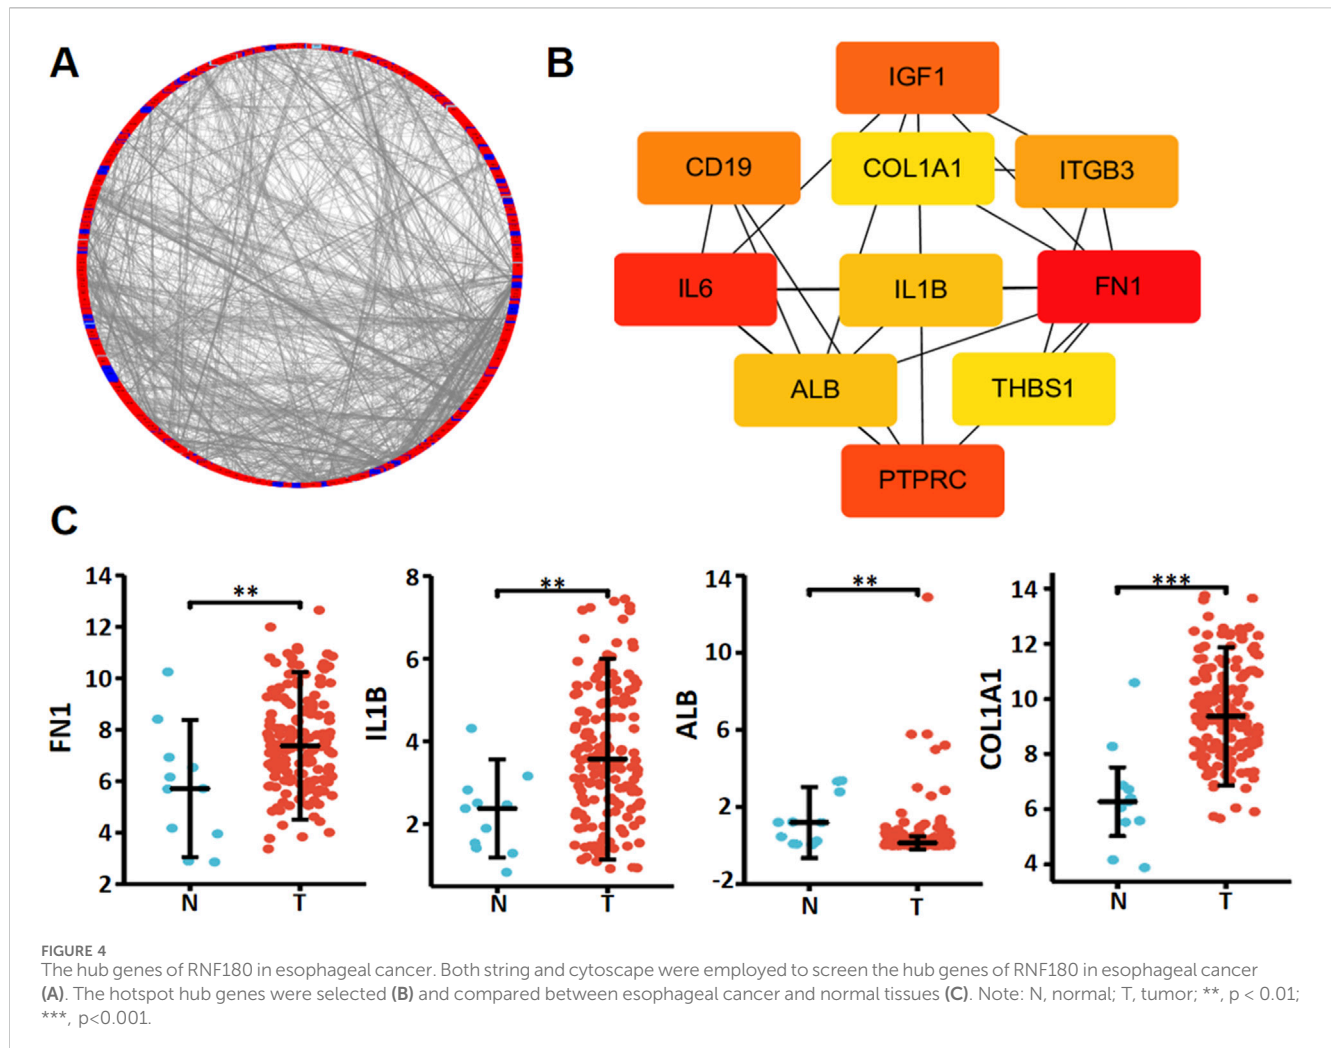 A
B
IGF1
CD19
COL1A1
ITGB3
IL6
IL1B
FN1
ALB
THBS1
PTPRC
C
FN1
14
12
10
8
6
4
2
**
N T
IL1B
8
6
4
2
**
N T
ALB
14
10
6
2
-2
**
N T
COL1A1
14
12
10
8
6
4
***
N T
FIGURE 4
The hub genes of RNF180 in esophageal cancer. Both string and cytoscape were employed to screen the hub genes of RNF180 in esophageal cancer
(A). The hotspot hub genes were selected (B) and compared between esophageal cancer and normal tissues (C). Note: N, normal; T, tumor; **, p < 0.01;
***, p<0.001.